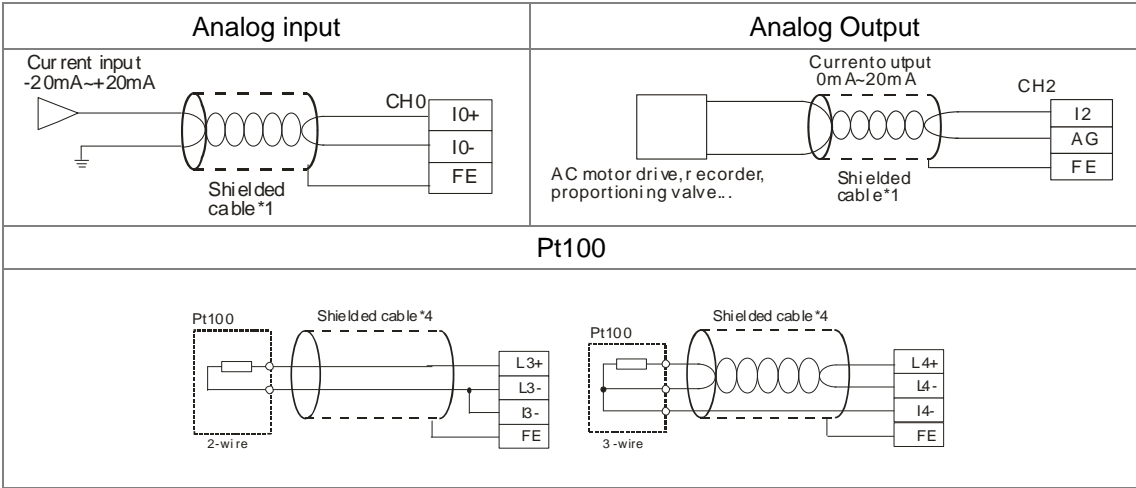 Analog input
Analog Output
Current input
-20mA~+20mA
CH0
I0+
I0-
FE
Shielded
cable*1
Currento utput
0mA~20mA
CH2
I2
AG
FE
AC motor drive, recorder,
proportioning valve...
Shielded
cable*1
Pt100
Pt100
Shielded cable*4
L3+
L3-
I3-
FE
2-wire
Pt100
Shielded cable*4
L4+
L4-
I4-
FE
3-wire